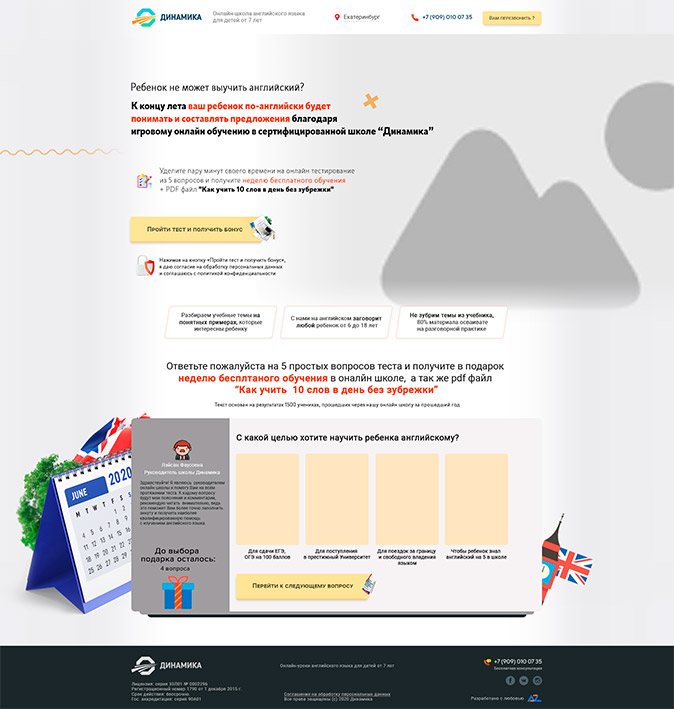 ДИНАМИКА
Онлайн-школа английского языка
для детей от 7 лет
Екатеринбург
+7 (909) 010 07 35
Вам перезвонить ?
Ребенок не может выучить английский?
К концу лета ваш ребенок по-английски будет
понимать и составлять предложения благодаря
игровому онлайн обучению в сертифицированной школе “Динамика”
Уделите пару минут своего времени на онлайн тестирование
из 5 вопросов и получите неделю бесплатного обучения
+ PDF файл "Как учить 10 слов в день без зубрежки"
Пройти тест и получить бонус
Нажимая на кнопку «Пройти тест и получить бонус»,
я даю согласие на обработку персональных данных
и соглашаюсь с политикой конфиденциальности
Разбираем учебные темы на
понятных примерах, которые
интересны ребенку
С нами на английском заговорит
любой ребенок от 6 до 18 лет
Не зубрим темы из учебника,
80% материала осваивате
на разговорной практике
Ответьте пожалуйста на 5 простых вопросов теста и получите в подарок
неделю бесплтаного обучения в онайлн школе, а так же pdf файл
“Как учить 10 слов в день без зубрежки”
Текст основан на результатах 1500 учениках, прошедших через нашу онлайн школу за прошедший год
JUNE 2020
Ляйсан Фаусовна
Руководитель школы Динамика
Здравствуйте! Я являюсь руководителем
онлайн школы и помогу Вам на всём
протяжении теста. К каждому вопросу
будут мои пояснения и комментарии,
рекомендую читать внимательно, ведь
это поможет Вам более точно заполнить
анкету и получить наиболее
квалифицированную помощь
с изучением английского языка.
До выбора
подарка осталось:
4 вопроса
С какой целью хотите научить ребенка английскому?
Для сдачи ЕГЭ,
ОГЭ на 100 баллов
Для поступления
в престижный Университет
Для поездок за границу
и свободного владения
языком
Чтобы ребенок знал
английский на 5 в школе
Перейти к следующему вопросу
ДИНАМИКА
Лицензия: серия
Регистрационный номер 1790 от 1 декабря 2015 г.
Срок действия: бессрочно.
Гос. аккредитация: серия 90A01
Онлайн-уроки английского языка для детей от 7 лет
Соглашение на обработку персональных данных
Все права защищены (с) 2020 Динамика
+7 (909) 010 07 35
Бесплатная консультация
Разработано с любовью